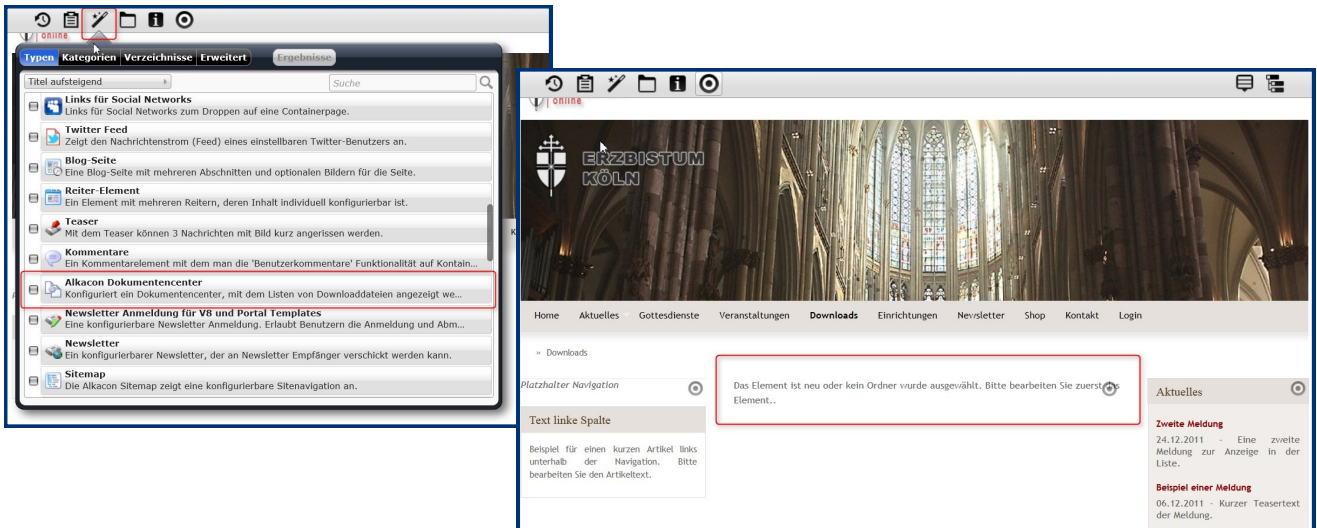 online
Typen Kategorien Verzeichnisse Erweitert Ergebnisse
Titel aufsteigend Suche
Links für Social Networks
Links für Social Networks zum Droppen auf eine Containerpage.
Twitter Feed
Zeigt den Nachrichtenstrom (Feed) eines einstellbaren Twitter-Benutzers an.
Blog-Seite
Eine Blog-Seite mit mehreren Abschnitten und optionalen Bildern für die Seite.
Reiter-Element
Ein Element mit mehreren Reitern, deren Inhalt individuell konfigurierbar ist.
Teaser
Mit dem Teaser können 3 Nachrichten mit Bild kurz angerissen werden.
Kommentare
Ein Kommentarelement mit dem man die 'Benutzerkommentare' Funktionalität auf Kontain...
Alkacon Dokumentencenter
Konfiguriert ein Dokumentencenter, mit dem Listen von Downloaddateien angezeigt we...
Newsletter Anmeldung für V8 und Portal Templates
Eine konfigurierbare Newsletter Anmeldung. Erlaubt Benutzern die Anmeldung und Abm...
Newsletter
Ein konfigurierbarer Newsletter, der an Newsletter Empfänger verschickt werden kann.
Sitemap
Die Alkacon Sitemap zeigt eine konfigurierbare Sitenavigation an.
K
online
ERZBISTUM
KÖLN
Home Aktuelles Gottesdienste Veranstaltungen Downloads Einrichtungen Newsletter Shop Kontakt Login
» Downloads
Platzhalter Navigation
Text linke Spalte
Beispiel für einen kurzen Artikel links
unterhalb der Navigation. Bitte
bearbeiten Sie den Artikeltext.
Das Element ist neu oder kein Ordner wurde ausgewählt. Bitte bearbeiten Sie zuerst das
Element..
Aktuelles
Zweite Meldung
24.12.2011 - Eine zweite
Meldung zur Anzeige in der
Liste.
Beispiel einer Meldung
06.12.2011 - Kurzer Teasertext
der Meldung.